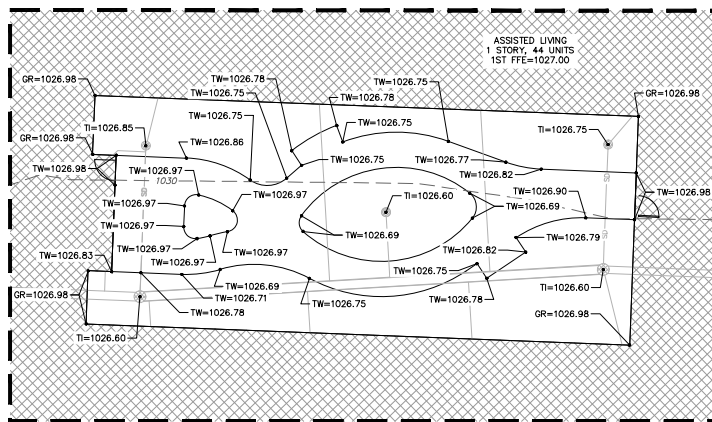 ASSISTED LIVING
1 STORY, 44 UNITS
1ST FFE=1027.00
GR=1026.98
TW=1026.78
TW=1026.75
TW=1026.75
TW=1026.78
TW=1026.75
TW=1026.75
GR=1026.98
TI=1026.85
TI=1026.75
GR=1026.98
TW=1026.86
TW=1026.75
TW=1026.77
TW=1026.82
TW=1026.98
TW=1026.97
1030
TW=1026.97
TW=1026.97
TI=1026.60
TW=1026.90
TW=1026.98
TW=1026.69
TW=1026.97
TW=1026.69
TW=1026.79
TW=1026.97
TW=1026.97
TW=1026.97
TW=1026.82
TW=1026.83
SD
SD
SD
TW=1026.75
TW=1026.69
TW=1026.71
TW=1026.75
TW=1026.78
TI=1026.60
GR=1026.98
TW=1026.78
GR=1026.98
TI=1026.60